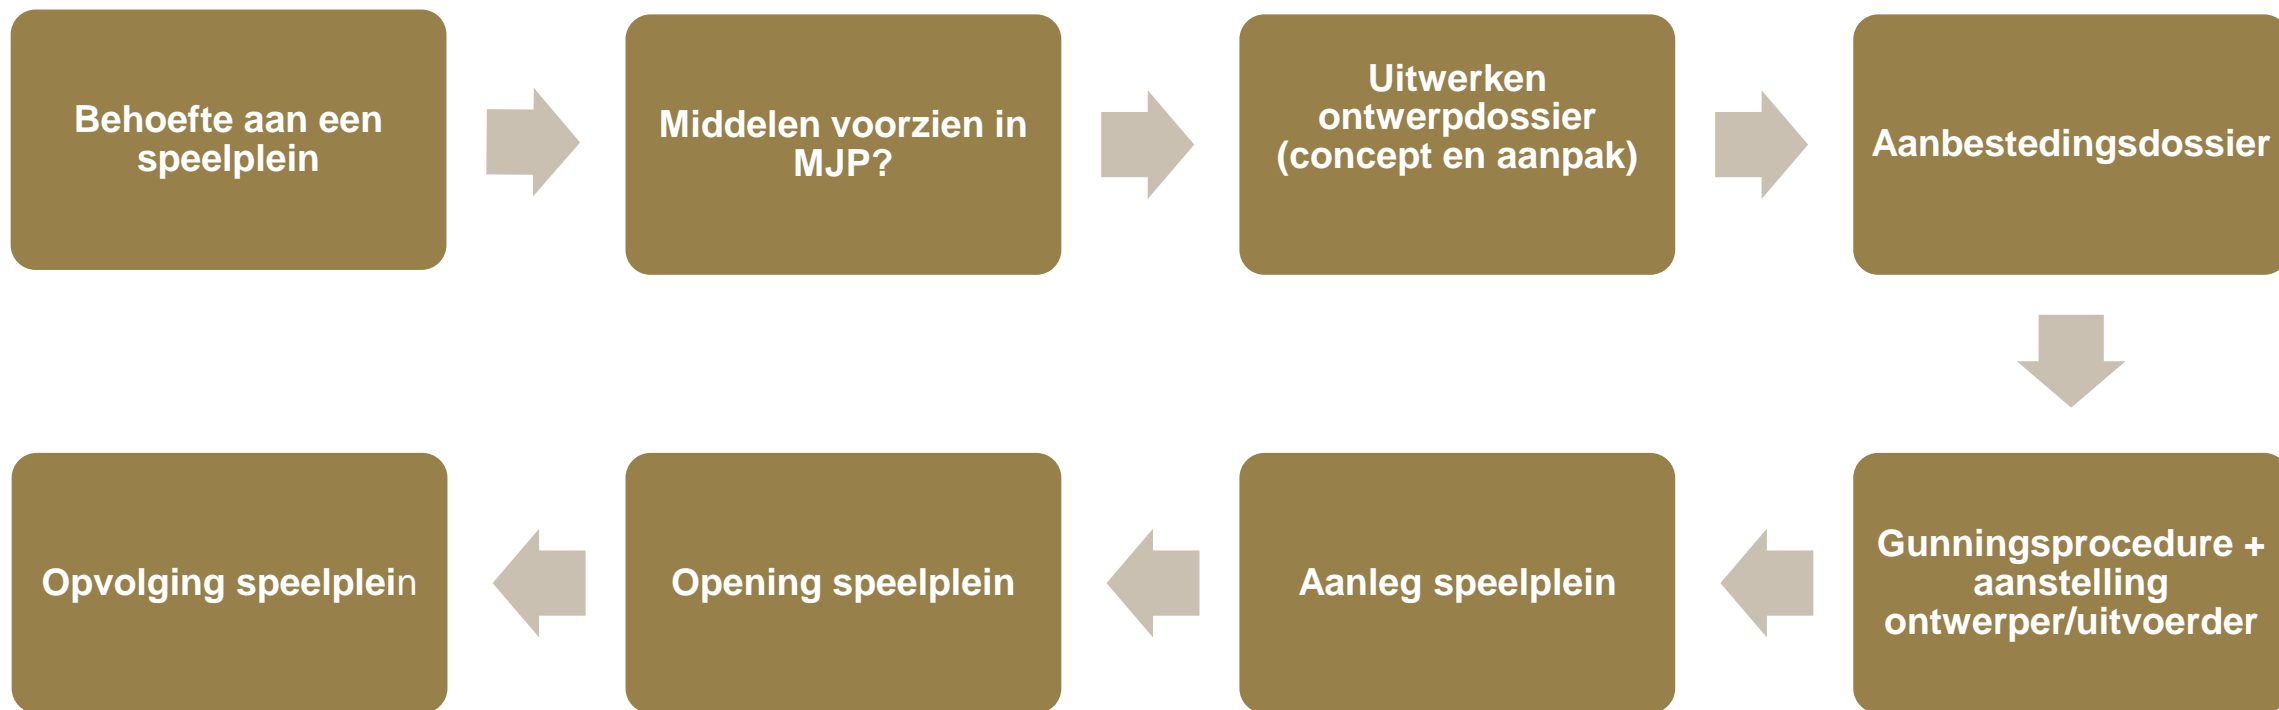 Behoefte aan een
speelplein
Middelen voorzien in
MJP?
Uitwerken
ontwerpdossier
(concept en aanpak)
Aanbestedingsdossier
Gunningsprocedure +
aanstelling
ontwerper/uitvoerder
Aanleg speelplein
Opening speelplein
Opvolging speelplein